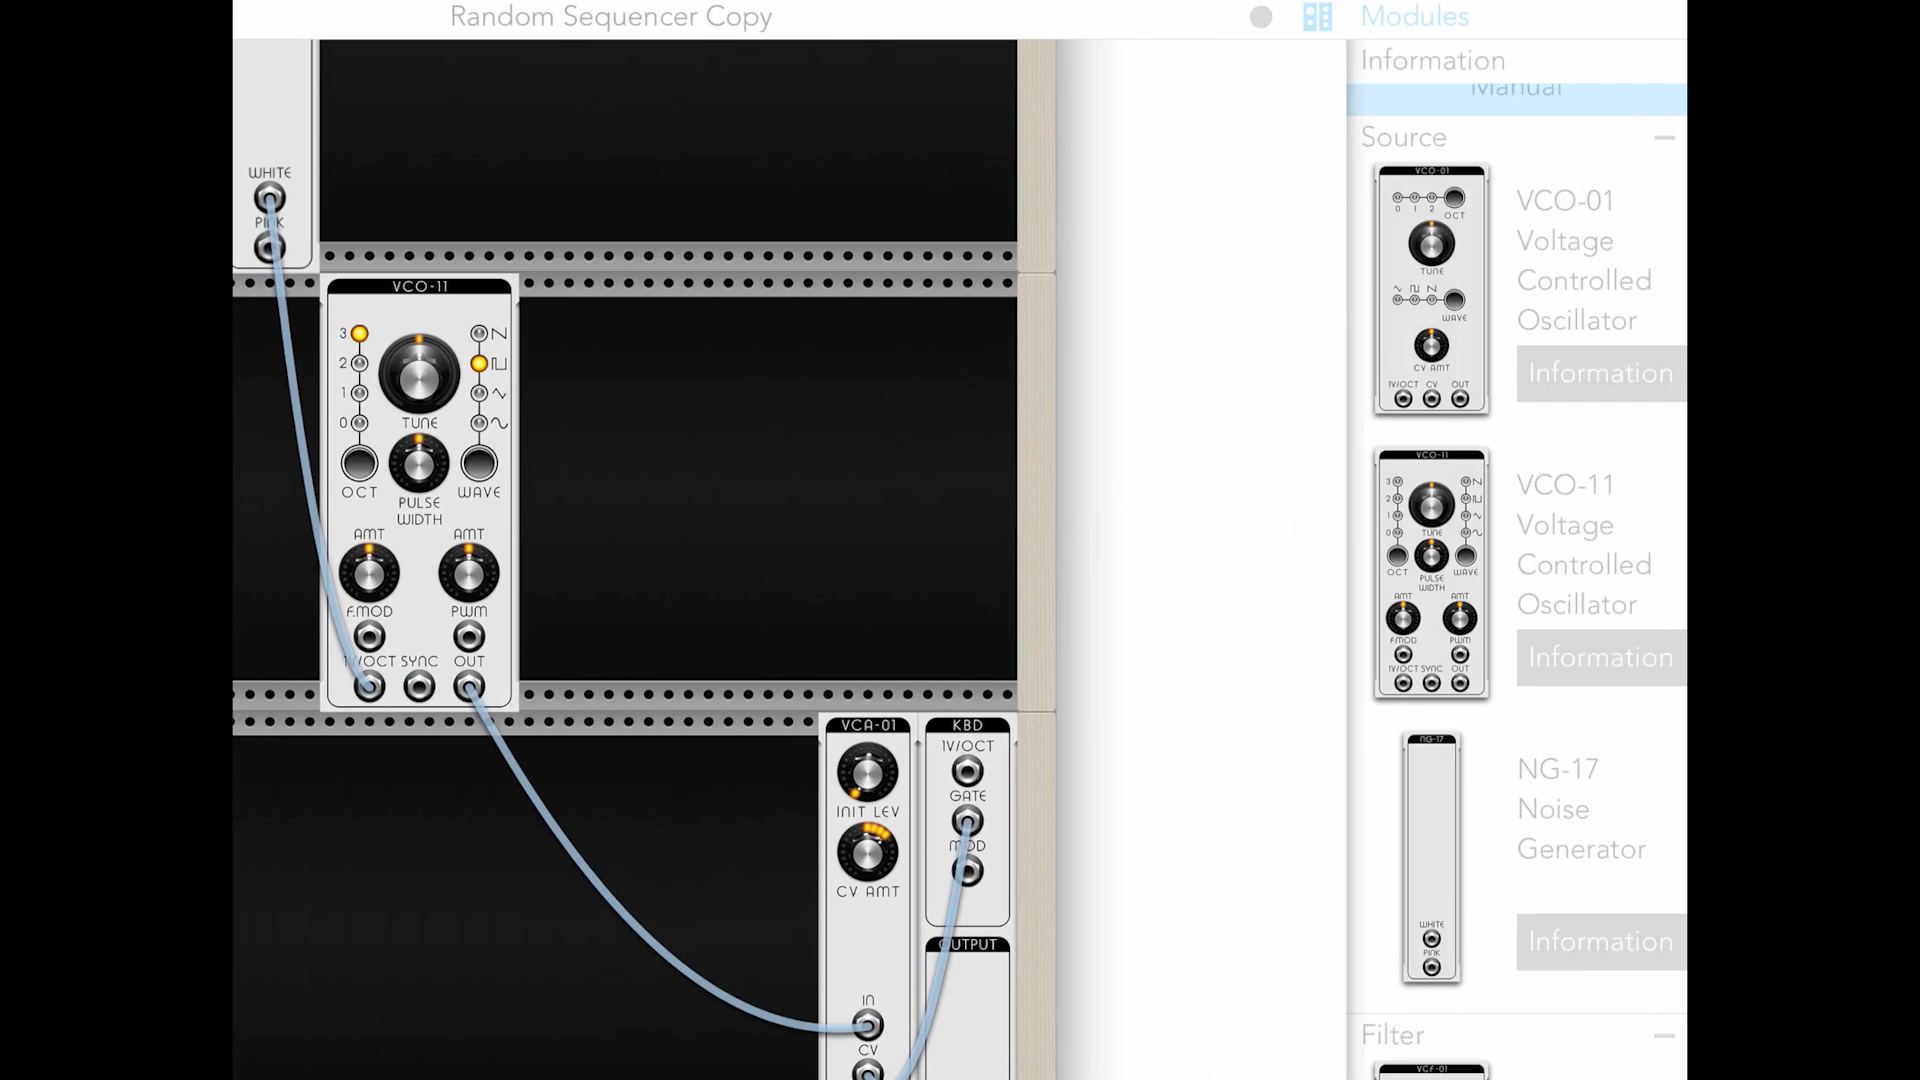 Random Sequencer Copy
Modules
Information
Manual
Source
WHITE
PINK
VCO-11
3
2
1
0
TUNE
OCT
WAVE
PULSE
WIDTH
AMT AMT
F.MOD PWM
1V/OCT SYNC OUT
VCA-01
INIT LEV
CV AMT
IN
CV
KBD
1V/OCT
GATE
MOD
OUTPUT
VCO-01
0 1 2 OCT
TUNE
WAVE
CV AMT
1V/OCT CV OUT
VCO-01
Voltage
Controlled
Oscillator
Information
VCO-11
3
2
1
0
TUNE
OCT WAVE
PULSE
WIDTH
AMT AMT
F.MOD PWM
1V/OCT SYNC OUT
VCO-11
Voltage
Controlled
Oscillator
Information
NG-17
WHITE
PINK
NG-17
Noise
Generator
Information
Filter
VCF-01